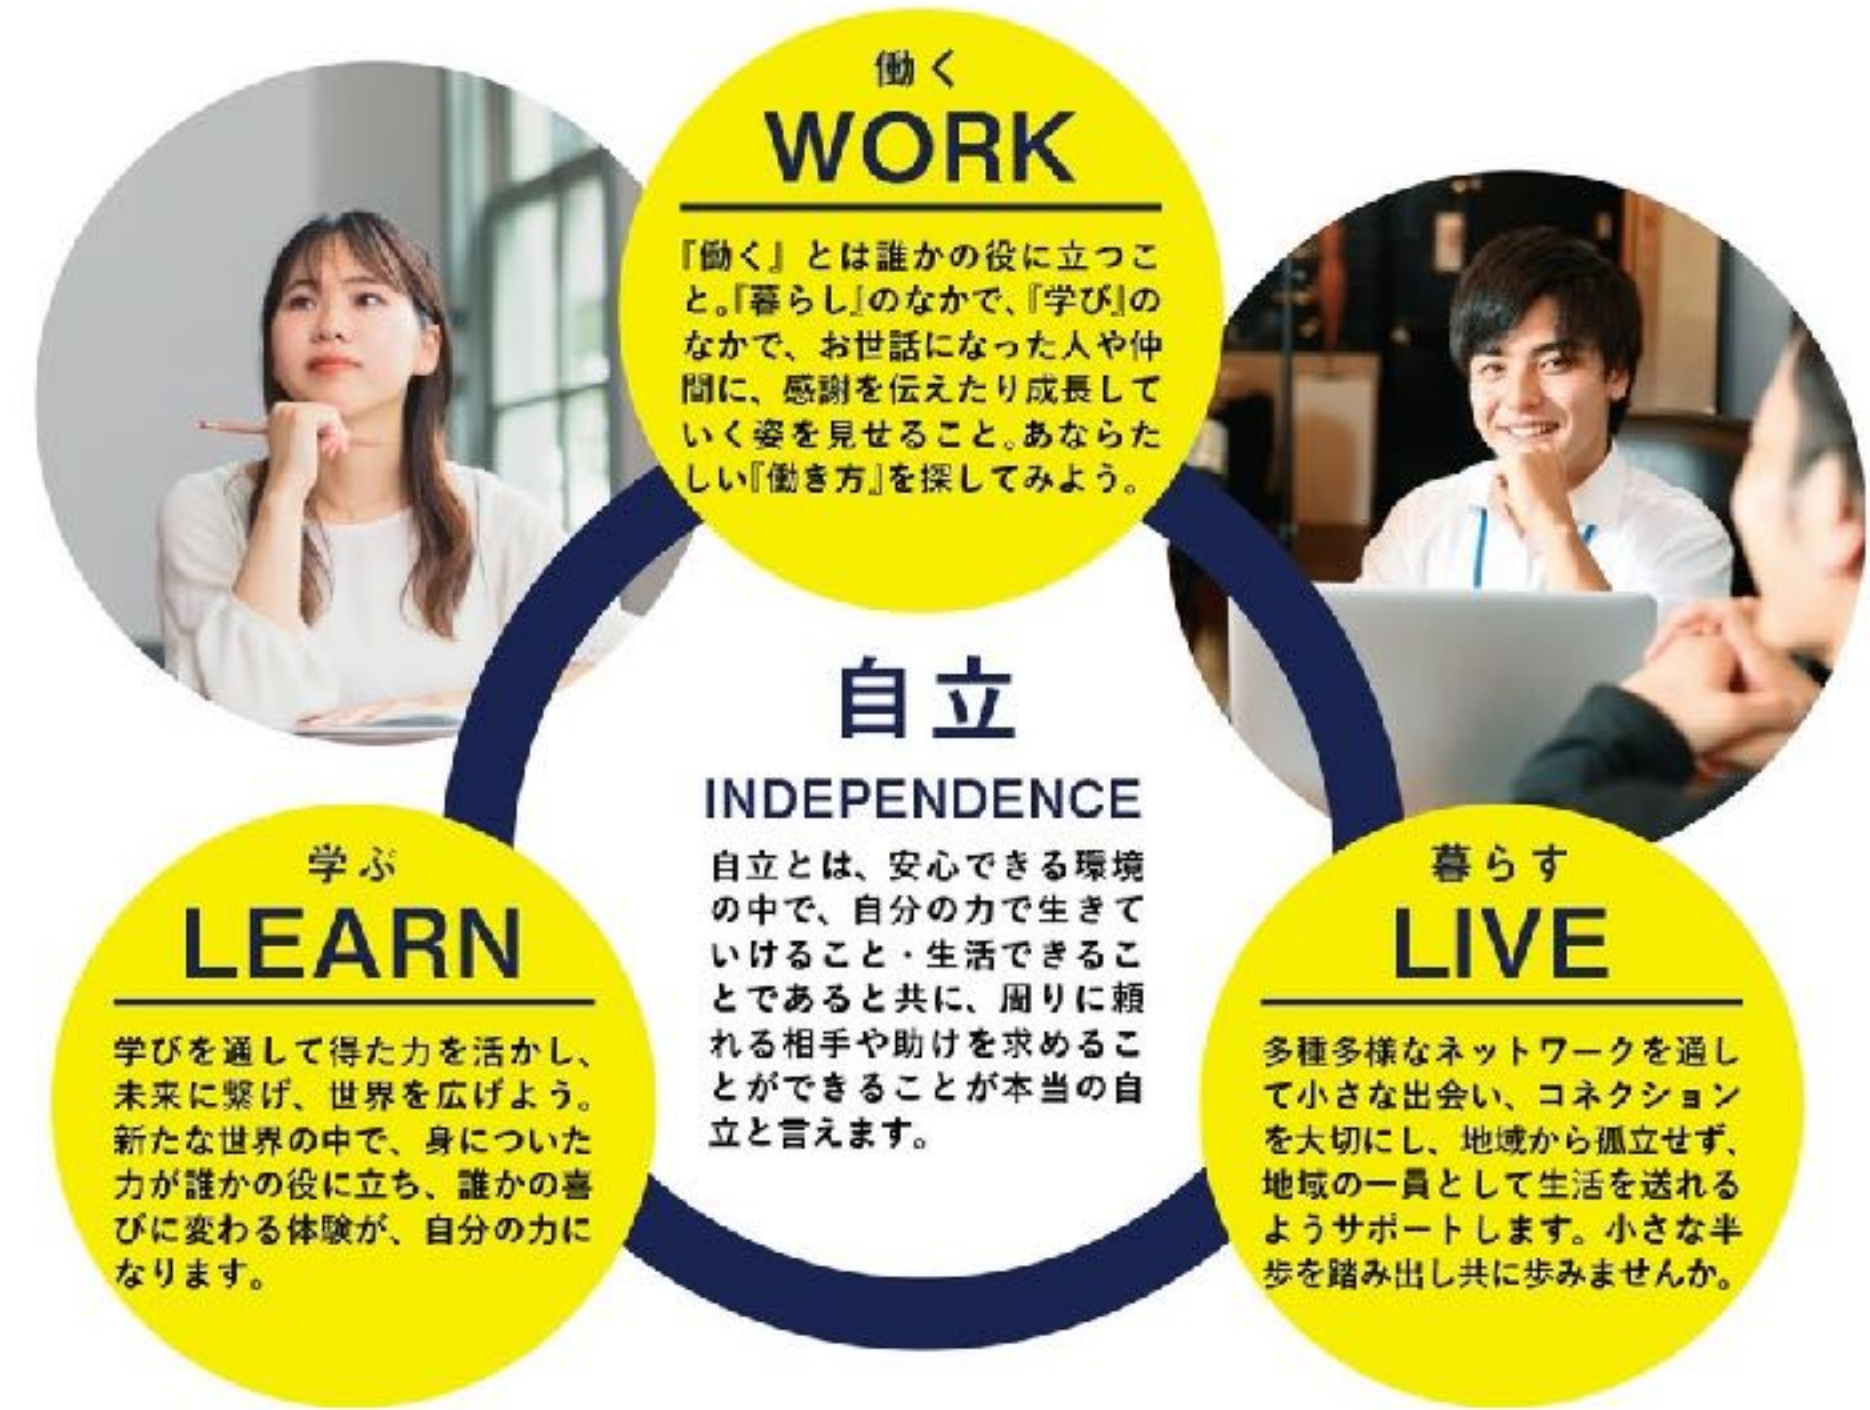 働く
WORK
『働く』とは誰かの役に立つこ
と。『暮らし』のなかで、『学び』の
なかで、お世話になった人や仲
間に、感謝を伝えたり成長して
いく姿を見せること。あならた
しい『働き方』を探してみよう。
自立
INDEPENDENCE
自立とは、安心できる環境
の中で、自分の力で生きて
いけること・生活できるこ
とであると共に、周りに頼
れる相手や助けを求めるこ
とができることが本当の自
立と言えます。
学ぶ
LEARN
学びを通して得た力を活かし、
未来に繋げ、世界を広げよう。
新たな世界の中で、身についた
力が誰かの役に立ち、誰かの喜
びに変わる体験が、自分の力に
なります。
暮らす
LIVE
多種多様なネットワークを通し
て小さな出会い、コネクション
を大切にし、地域から孤立せず、
地域の一員として生活を送れる
ようサポートします。小さな半
歩を踏み出し共に歩みませんか。